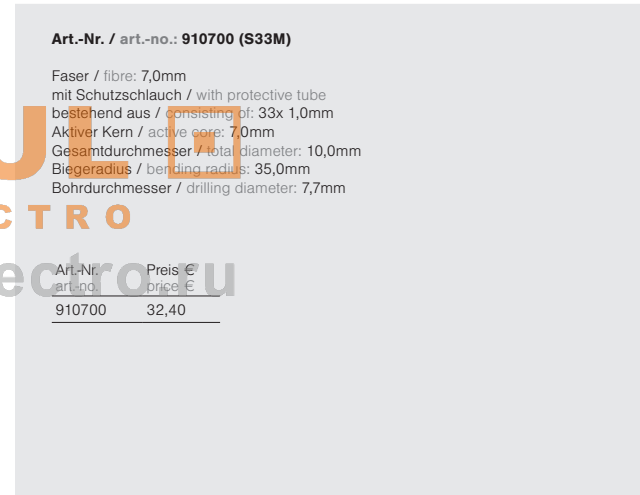 Art.-Nr. / art.-no.: 910700 (S33M)
Faser / fibre: 7,0mm
mit Schutzschlauch / with protective tube
bestehend aus / consisting of: 33x 1,0mm
Aktiver Kern / active core: 7,0mm
Gesamtdurchmesser / total diameter: 10,0mm
Biegeradius / bending radius: 35,0mm
Bohrdurchmesser / drilling diameter: 7,7mm
UL
CTRO
ectro.ru
Art.-Nr. Preis €
art.-no. price €
910700 32,40